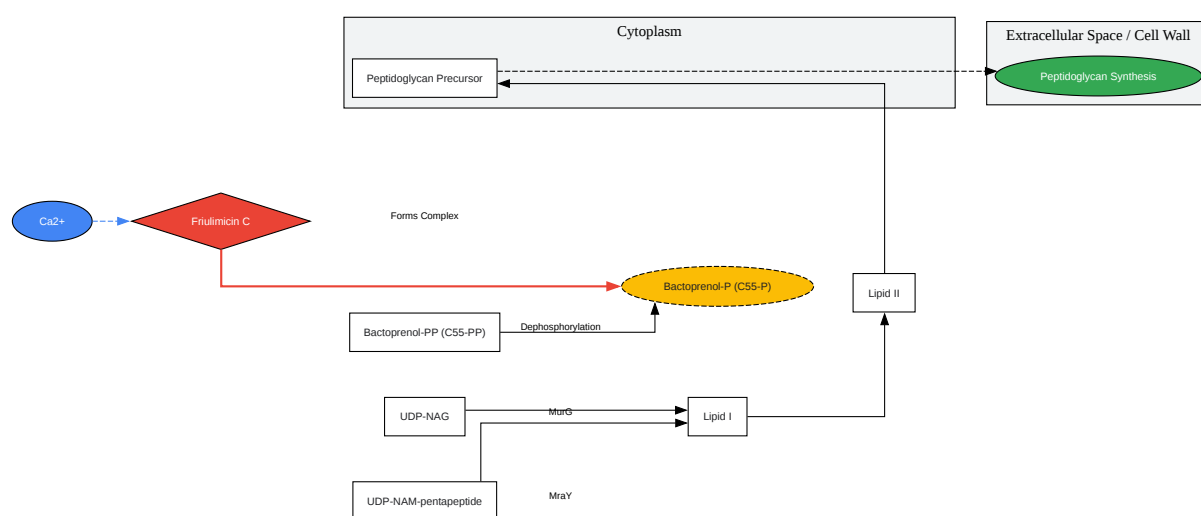 Cytoplasm
Extracellular Space / Cell Wall
Peptidoglycan Precursor
Peptidoglycan Synthesis
Ca2+
Friulimicin C
Forms Complex
Bactoprenol-P (C55-P)
Lipid II
Bactoprenol-PP (C55-PP)
Dephosphorylation
UDP-NAG
MurG
Lipid I
UDP-NAM-pentapeptide
MraY